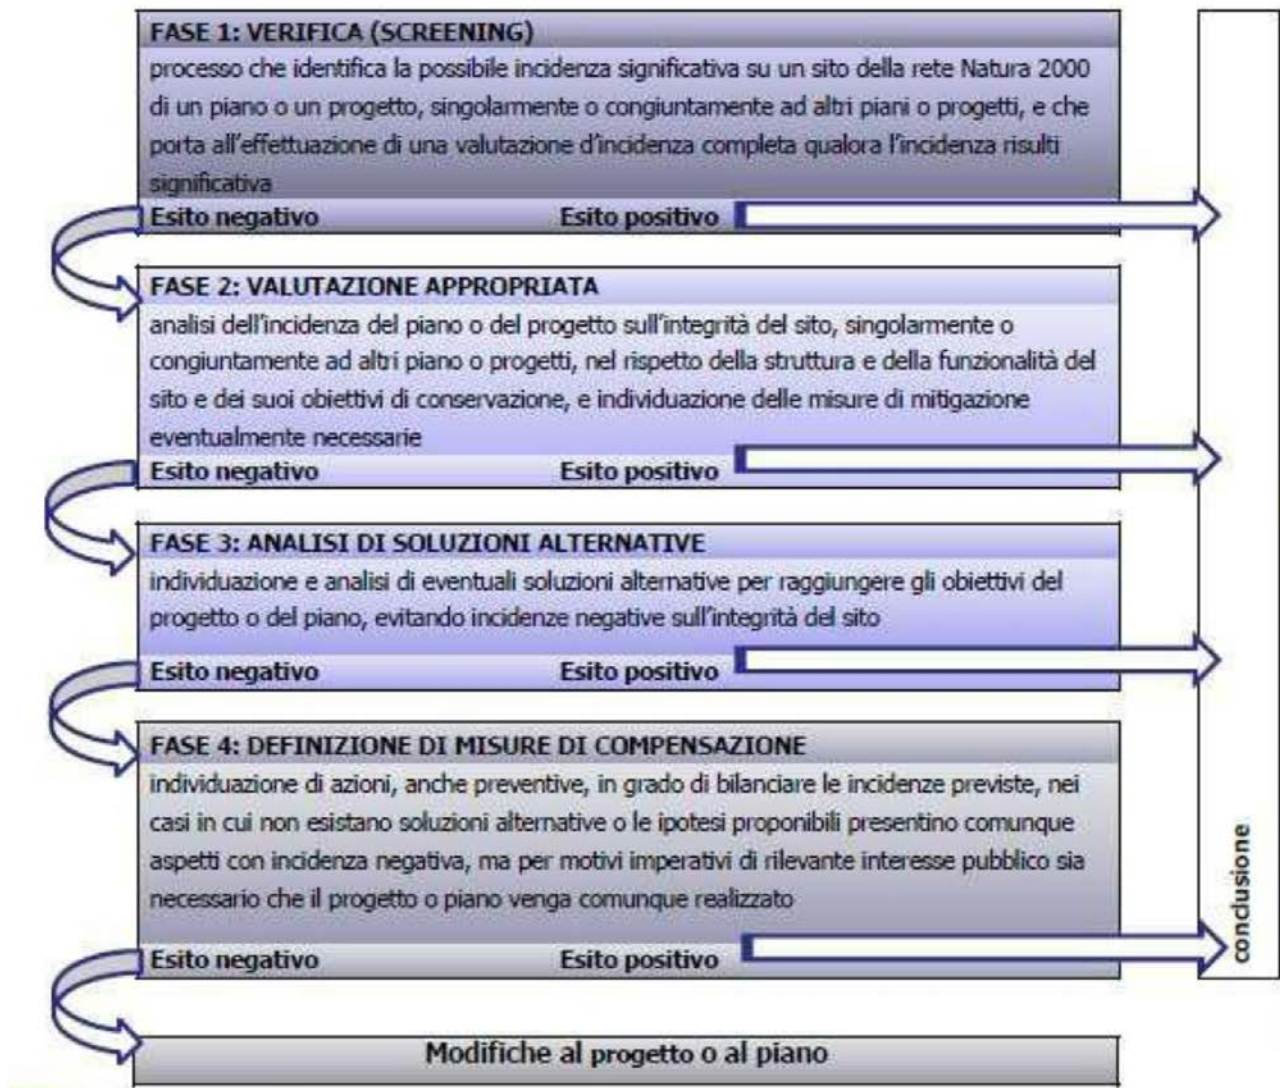 FASE 1: VERIFICA (SCREENING)
processo che identifica la possibile incidenza significativa su un sito della rete Natura 2000
di un piano o un progetto, singolarmente o congiuntamente ad altri piani o progetti, e che
porta all'effettuazione di una valutazione d'incidenza completa qualora l'incidenza risulti
significativa
Esito negativo Esito positivo
FASE 2: VALUTAZIONE APPROPRIATA
analisi dell'incidenza del piano o del progetto sull'integrità del sito, singolarmente o
congiuntamente ad altri piano o progetti, nel rispetto della struttura e della funzionalità del
sito e dei suoi obiettivi di conservazione, e individuazione delle misure di mitigazione
eventualmente necessarie
Esito negativo Esito positivo
FASE 3: ANALISI DI SOLUZIONI ALTERNATIVE
individuazione e analisi di eventuali soluzioni alternative per raggiungere gli obiettivi del
progetto o del piano, evitando incidenze negative sull'integrità del sito
Esito negativo Esito positivo
FASE 4: DEFINIZIONE DI MISURE DI COMPENSAZIONE
individuazione di azioni, anche preventive, in grado di bilanciare le incidenze previste, nei
casi in cui non esistano soluzioni alternative o le ipotesi proponibili presentino comunque
aspetti con incidenza negativa, ma per motivi imperativi di rilevante interesse pubblico sia
necessario che il progetto o piano venga comunque realizzato
Esito negativo Esito positivo
Modifiche al progetto o al piano
conclusione